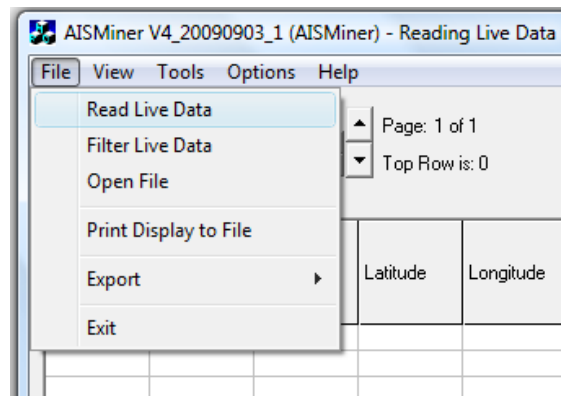 AISMiner V4_20090903_1 (AISMiner) - Reading Live Data
File View Tools Options Help
Read Live Data
Filter Live Data
Open File
Print Display to File
Export
Exit
Page: 1 of 1
Top Row is: 0
Latitude Longitude